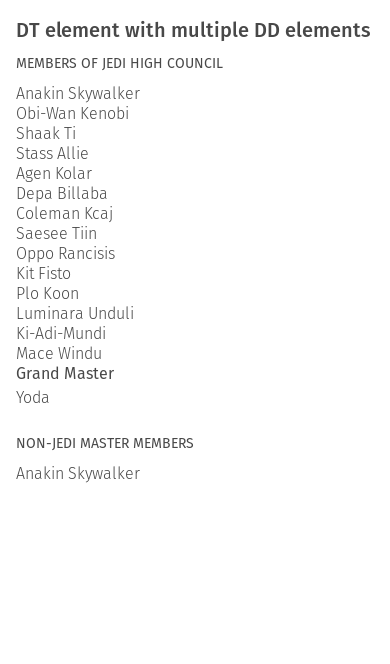 DT element with multiple DD elements
MEMBERS OF JEDI HIGH COUNCIL
Anakin Skywalker
Obi-Wan Kenobi
Shaak Ti
Stass Allie
Agen Kolar
Depa Billaba
Coleman Kcaj
Saesee Tiin
Oppo Rancisis
Kit Fisto
Plo Koon
Luminara Unduli
Ki-Adi-Mundi
Mace Windu
Grand Master
Yoda
NON-JEDI MASTER MEMBERS
Anakin Skywalker